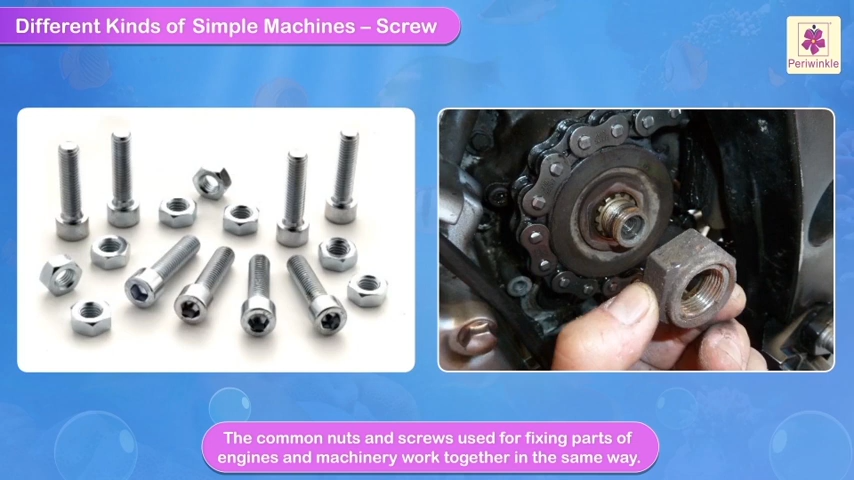 Different Kinds of Simple Machines – Screw
Periwinkle
The common nuts and screws used for fixing parts of
engines and machinery work together in the same way.